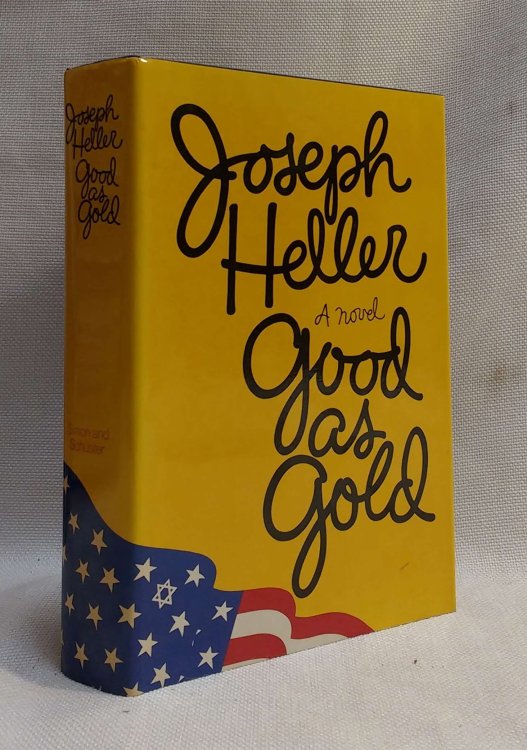 Joseph
Heller
Good
as
Gold
Simon and
Schuster
Joseph
Heller
A novel
Good
as
Gold